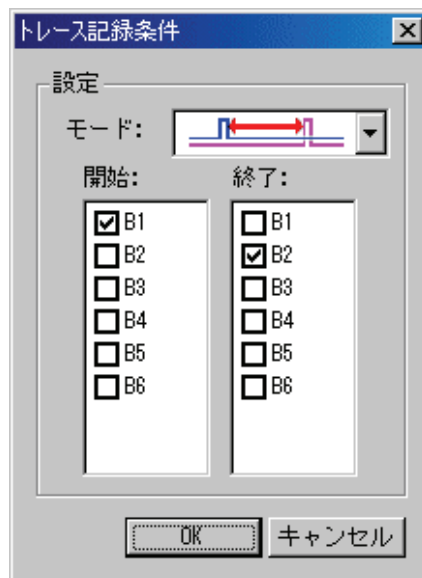 トレース記録条件
設定
モード:
開始: 終了:
B1 B1
B2 B2
B3 B3
B4 B4
B5 B5
B6 B6
OK キャンセル